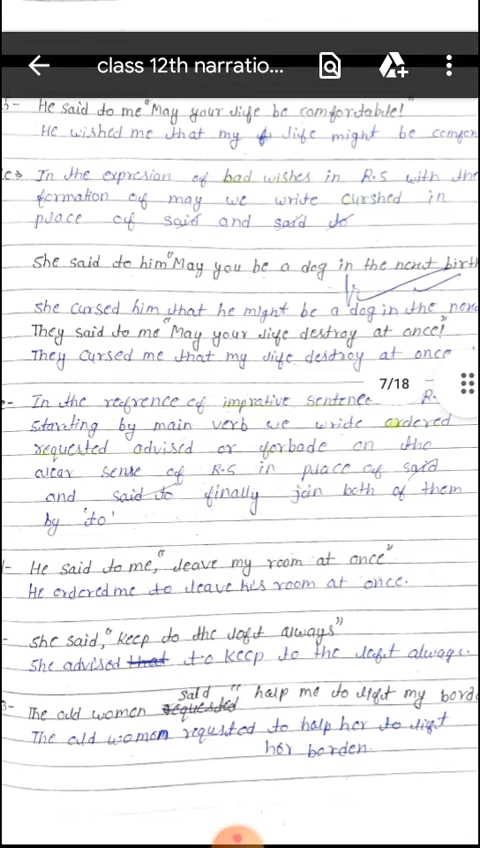 class 12th narratio...
5- He said to me "May your life be comfortable!"
He wished me that my life might be comfor
c⇒ In the expresion of bad wishes in R.S with the
formation of may we write curshed in
place of said and said to
She said to him "May you be a dog in the next birth
She cursed him that he might be a dog in the nex
They said to me "May your life destroy at once!"
They cursed me that my life destroy at once
7/18
e- In the refrence of imprative sentence R.
Starting by main verb we write ordered
requested advised or forbade on the
clear sense of R.S in place of said
and said to finally join both of them
by 'to'
1- He said to me, "leave my room at once"
He ordered me to leave his room at once.
- She said, "Keep to the left always"
She advised that to keep to the left always.
3- The old women requested said "help me to lift my borde
The old women requsted to help her to lift
her borden.